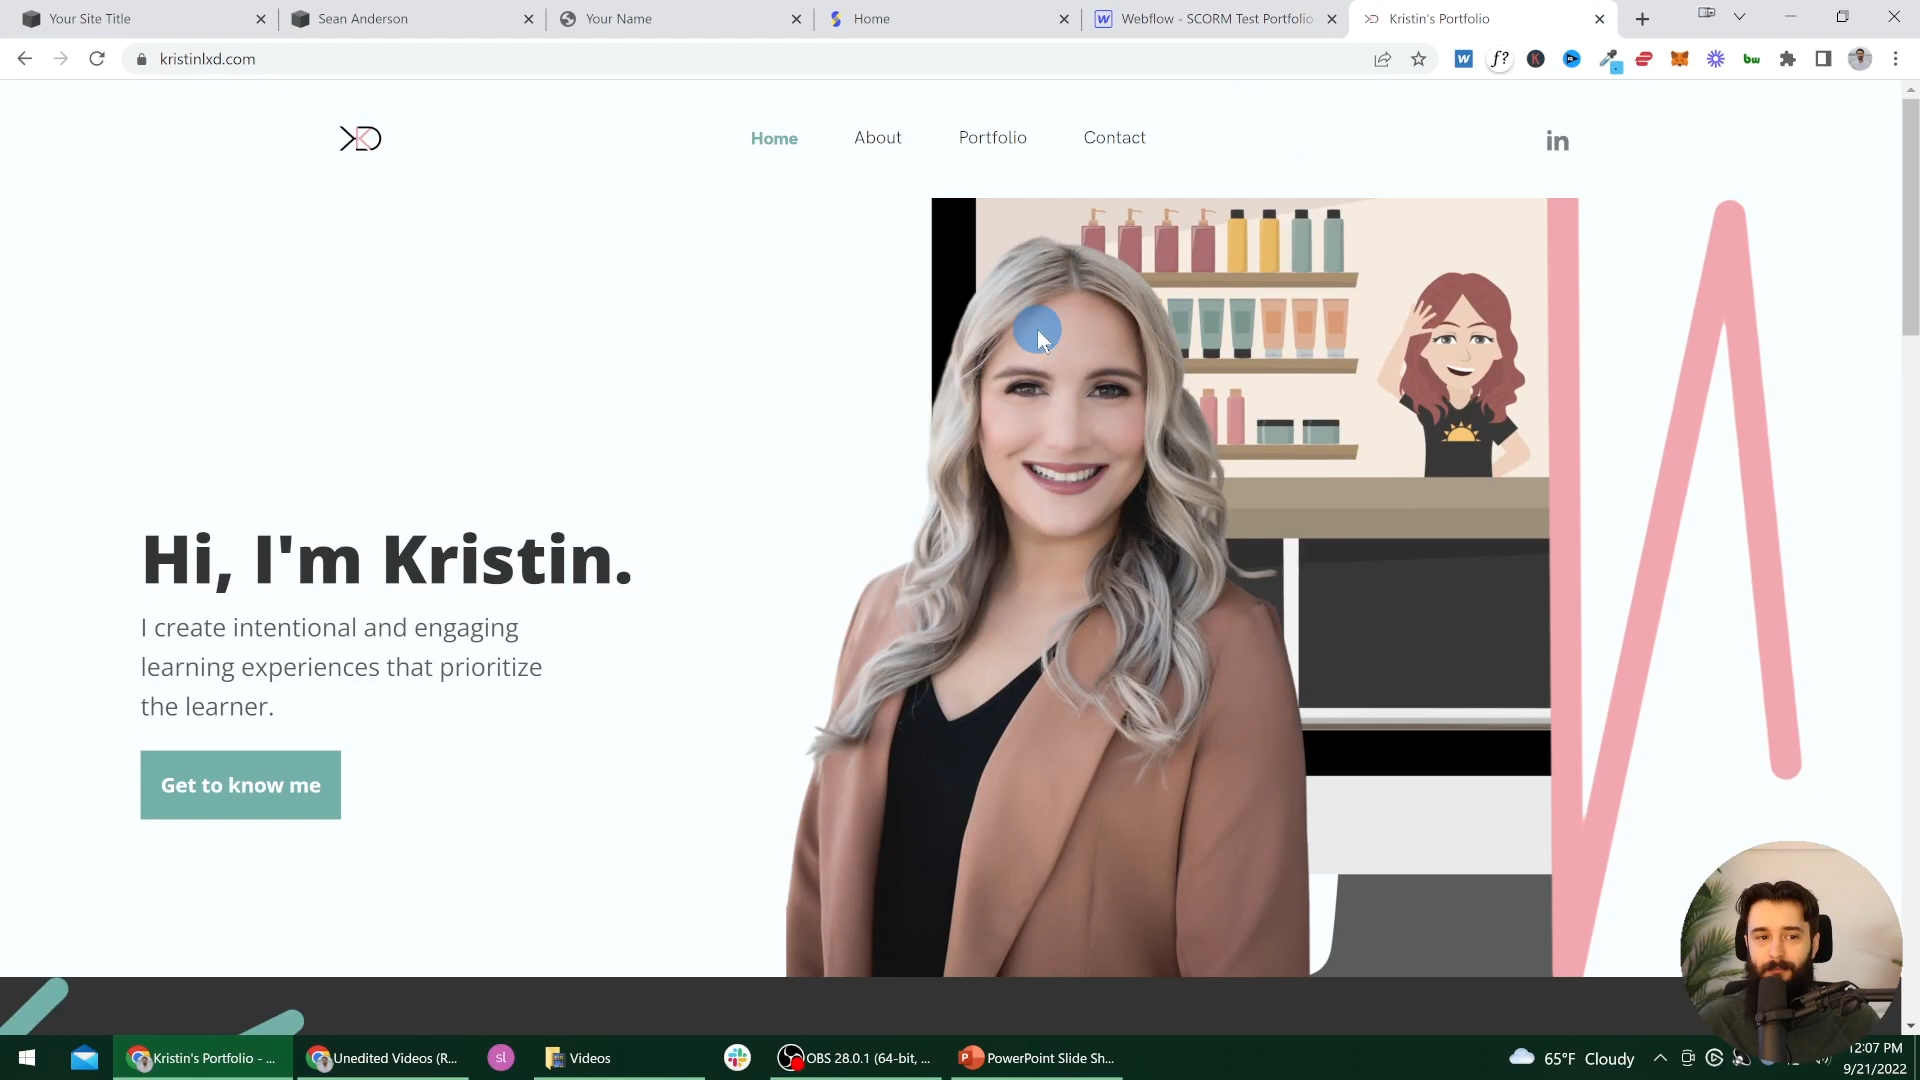 Your Site Title
Sean Anderson
Your Name
Home
Webflow - SCORM Test Portfolio
Kristin's Portfolio
kristinlxd.com
Home
About
Portfolio
Contact
in
Hi, I'm Kristin.
I create intentional and engaging
learning experiences that prioritize
the learner.
Get to know me
Kristin's Portfolio - ...
Unedited Videos (R...
sl
Videos
OBS 28.0.1 (64-bit, ...
PowerPoint Slide Sh...
65°F Cloudy
12:07 PM
9/21/2022